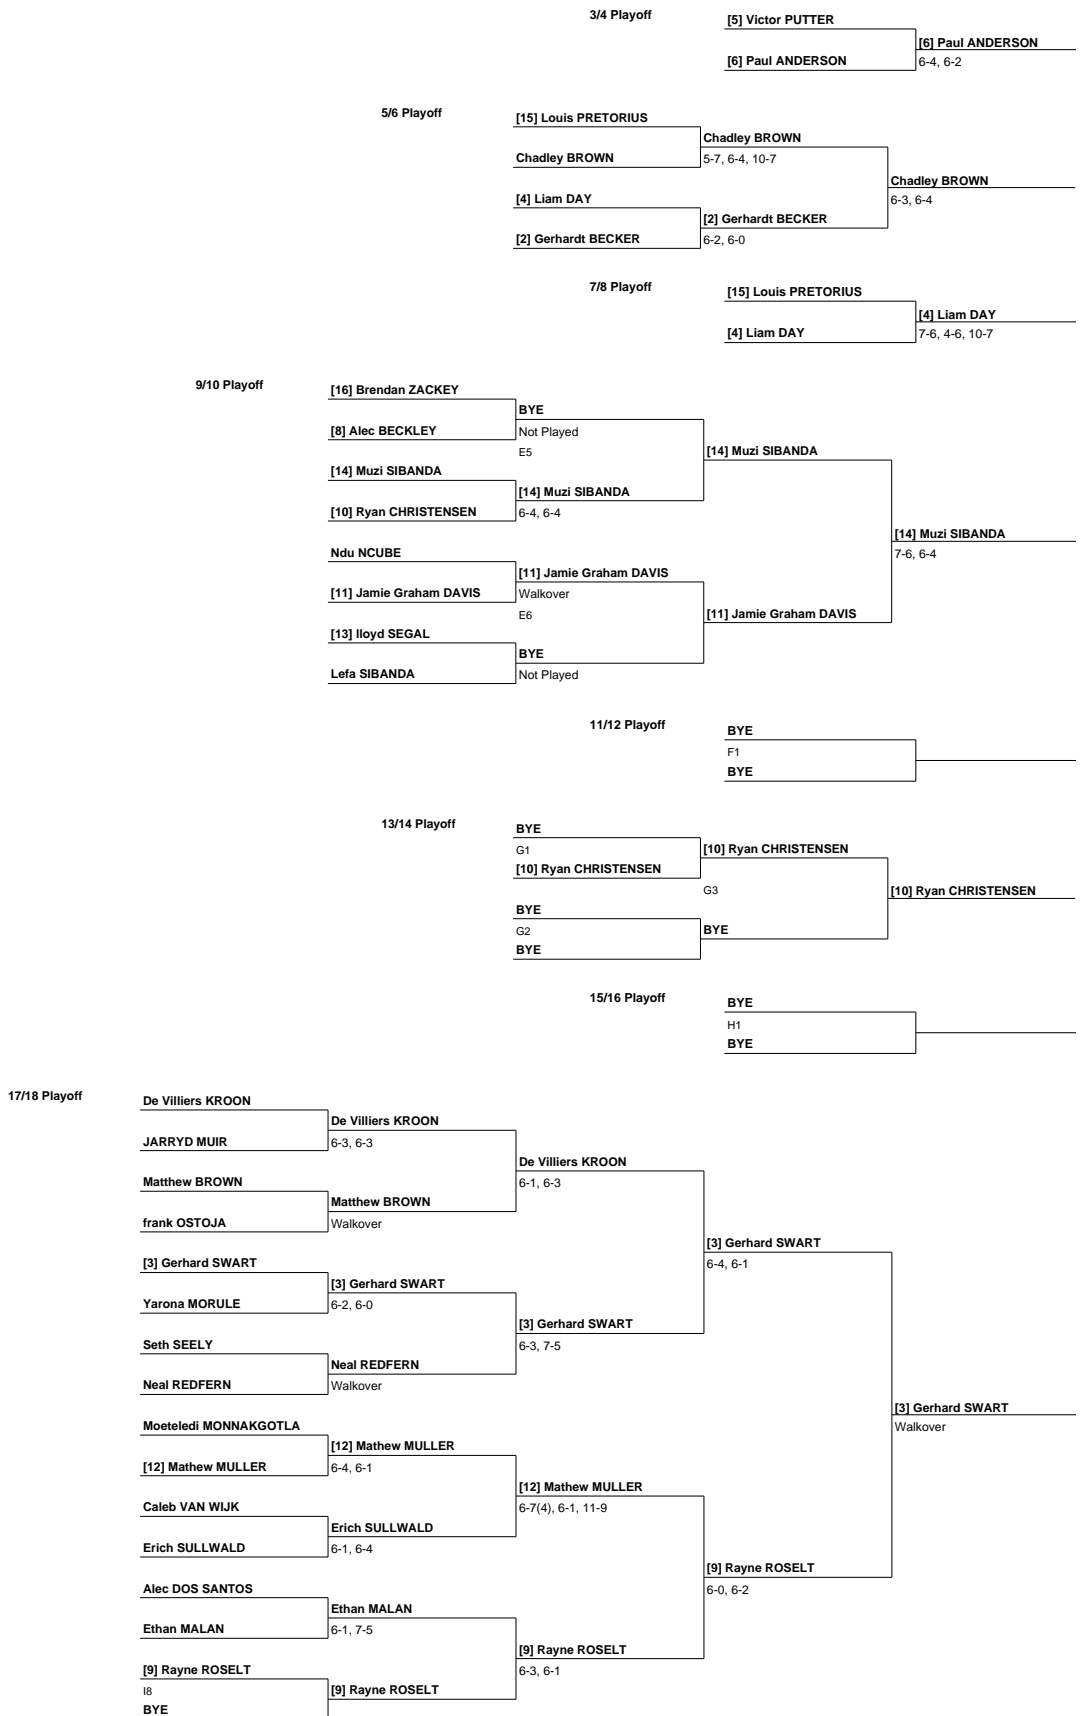 3/4 Playoff
[5] Victor PUTTER
[6] Paul ANDERSON
[6] Paul ANDERSON
6-4, 6-2
5/6 Playoff
[15] Louis PRETORIUS
Chadley BROWN
Chadley BROWN
5-7, 6-4, 10-7
Chadley BROWN
6-3, 6-4
[4] Liam DAY
[2] Gerhardt BECKER
[2] Gerhardt BECKER
6-2, 6-0
7/8 Playoff
[15] Louis PRETORIUS
[4] Liam DAY
[4] Liam DAY
7-6, 4-6, 10-7
9/10 Playoff
[16] Brendan ZACKEY
BYE
[8] Alec BECKLEY
Not Played
E5
[14] Muzi SIBANDA
[14] Muzi SIBANDA
[14] Muzi SIBANDA
[10] Ryan CHRISTENSEN
6-4, 6-4
[14] Muzi SIBANDA
7-6, 6-4
Ndu NCUBE
[11] Jamie Graham DAVIS
[11] Jamie Graham DAVIS
Walkover
E6
[11] Jamie Graham DAVIS
[13] lloyd SEGAL
BYE
Lefa SIBANDA
Not Played
11/12 Playoff
BYE
F1
BYE
13/14 Playoff
BYE
G1
[10] Ryan CHRISTENSEN
[10] Ryan CHRISTENSEN
G3
[10] Ryan CHRISTENSEN
BYE
G2
BYE
BYE
15/16 Playoff
BYE
H1
BYE
17/18 Playoff
De Villiers KROON
De Villiers KROON
JARRYD MUIR
6-3, 6-3
De Villiers KROON
6-1, 6-3
Matthew BROWN
Matthew BROWN
frank OSTOJA
Walkover
[3] Gerhard SWART
6-4, 6-1
[3] Gerhard SWART
[3] Gerhard SWART
Yarona MORULE
6-2, 6-0
[3] Gerhard SWART
6-3, 7-5
Seth SEELY
Neal REDFERN
Neal REDFERN
Walkover
[3] Gerhard SWART
Walkover
Moeteledi MONNAKGOTLA
[12] Mathew MULLER
[12] Mathew MULLER
6-4, 6-1
[12] Mathew MULLER
6-7(4), 6-1, 11-9
Caleb VAN WIJK
Erich SULLWALD
Erich SULLWALD
6-1, 6-4
[9] Rayne ROSELT
6-0, 6-2
Alec DOS SANTOS
Ethan MALAN
Ethan MALAN
6-1, 7-5
[9] Rayne ROSELT
6-3, 6-1
[9] Rayne ROSELT
I8
[9] Rayne ROSELT
BYE